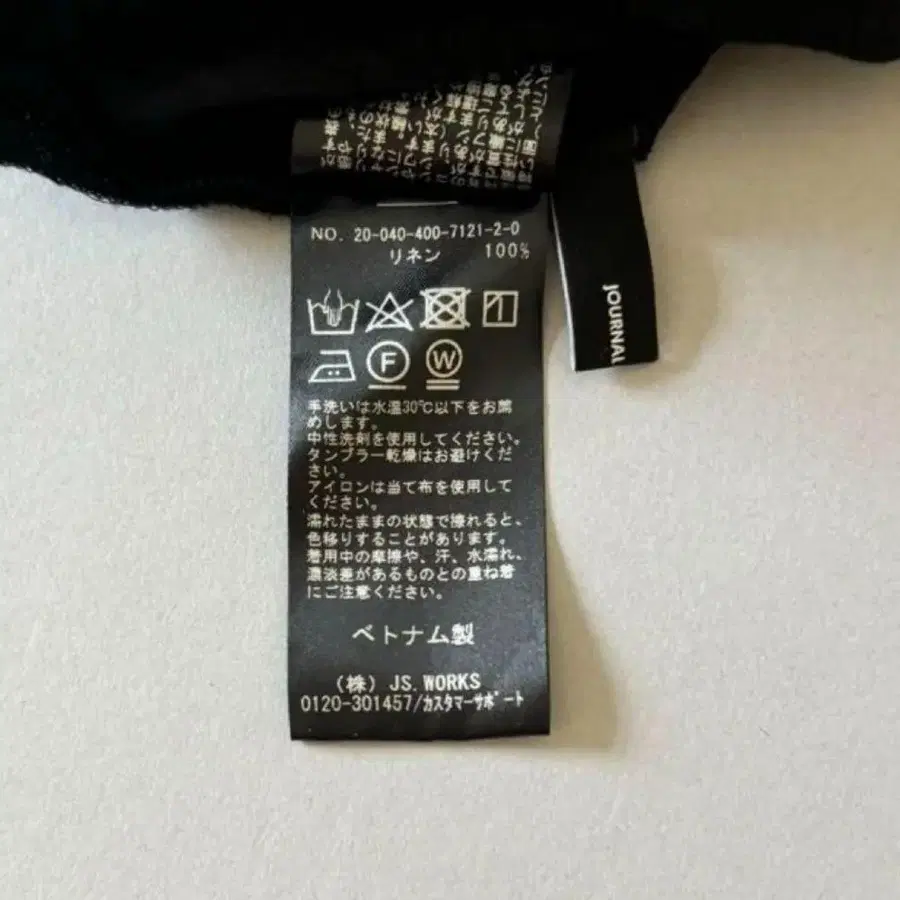 NO. 20-040-400-7121-2-0
リネン 100%
F W
手洗いは水温30℃以下をお薦
めします。
中性洗剤を使用してください。
タンブラー乾燥はお避けくだ
さい。
アイロンは当て布を使用して
ください。
濡れたままの状態で擦れると、
色移りすることがあります。
着用中の摩擦や、汗、水濡れ、
濃淡差があるものとの重ね着
にご注意ください。
ベトナム製
(株) JS.WORKS
0120-301457/カスタマーサポート
JOURNAL